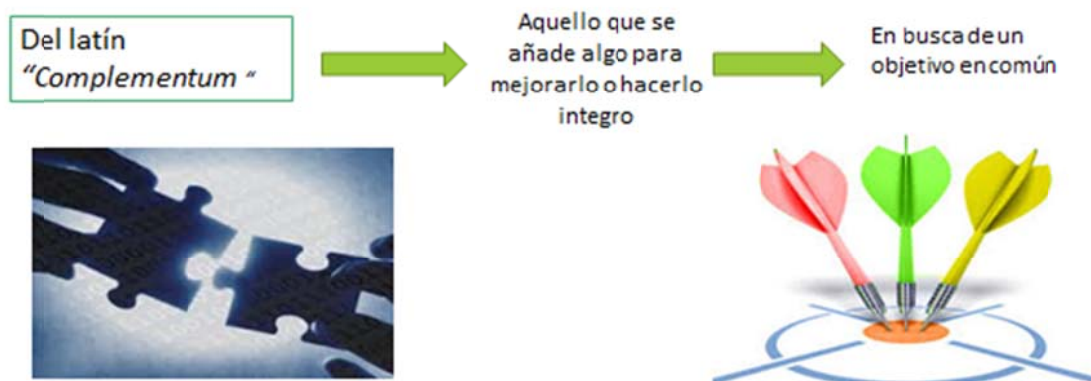 Del latín
“Complementum “
Aquello que se
añade algo para
mejorarlo o hacerlo
integro
En busca de un
objetivo en común